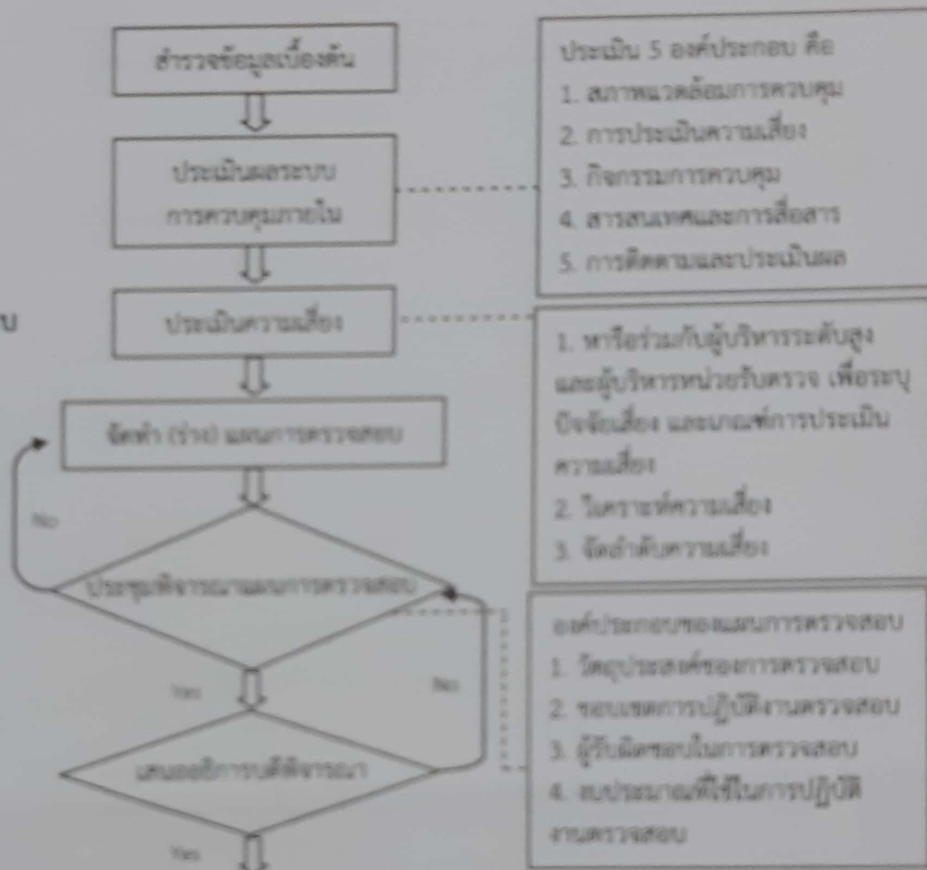 สำรวจข้อมูลเบื้องต้น
ประเมินผลระบบ
การควบคุมภายใน
ประเมินความเสี่ยง
จัดทำ (ร่าง) แผนการตรวจสอบ
No
ประชุมพิจารณาแผนการตรวจสอบ
Yes
No
เสนออธิการบดีพิจารณา
Yes
ประเมิน 5 องค์ประกอบ คือ
1. สภาพแวดล้อมการควบคุม
2. การประเมินความเสี่ยง
3. กิจกรรมการควบคุม
4. สารสนเทศและการสื่อสาร
5. การติดตามและประเมินผล
1. หารือร่วมกับผู้บริหารระดับสูง
และผู้บริหารหน่วยรับตรวจ เพื่อระบุ
ปัจจัยเสี่ยง และเกณฑ์การประเมิน
ความเสี่ยง
2. วิเคราะห์ความเสี่ยง
3. จัดลำดับความเสี่ยง
องค์ประกอบของแผนการตรวจสอบ
1. วัตถุประสงค์ของการตรวจสอบ
2. ขอบเขตการปฏิบัติงานตรวจสอบ
3. ผู้รับผิดชอบในการตรวจสอบ
4. งบประมาณที่ใช้ในการปฏิบัติ
งานตรวจสอบ